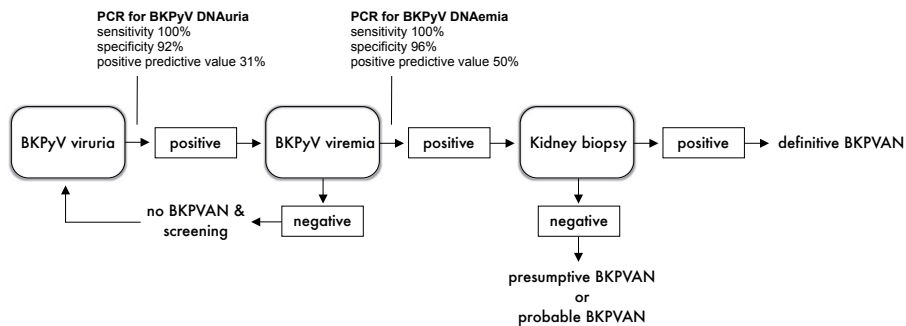 PCR for BKPyV DNAuria
sensitivity 100%
specificity 92%
positive predictive value 31%
PCR for BKPyV DNAemia
sensitivity 100%
specificity 96%
positive predictive value 50%
BKPyV viruria
positive
BKPyV viremia
positive
Kidney biopsy
positive
definitive BKPVAN
no BKPVAN &
screening
negative
negative
presumptive BKPVAN
or
probable BKPVAN